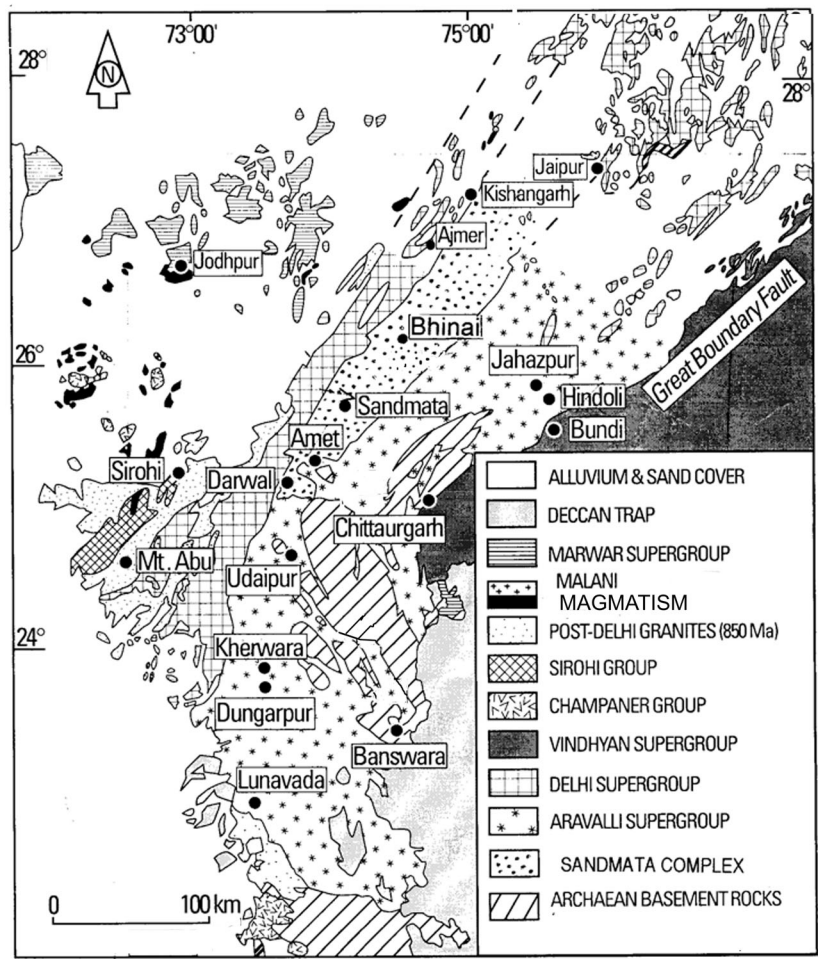 73°00'
75°00'
28°
28°
N
Jaipur
Kishangarh
Ajmer
Jodhpur
Bhinai
26°
Great Boundary Fault
Jahazpur
Hindoli
Sandmata
Bundi
Amet
Sirohi
Darwal
Chittaurgarh
Mt. Abu
Udaipur
24°
Kherwara
Dungarpur
Banswara
Lunavada
0 100 km
ALLUVIUM & SAND COVER
DECCAN TRAP
MARWAR SUPERGROUP
MALANI
MAGMATISM
POST-DELHI GRANITES (850 Ma)
SIROHI GROUP
CHAMPANER GROUP
VINDHYAN SUPERGROUP
DELHI SUPERGROUP
ARAVALLI SUPERGROUP
SANDMATA COMPLEX
ARCHAEAN BASEMENT ROCKS